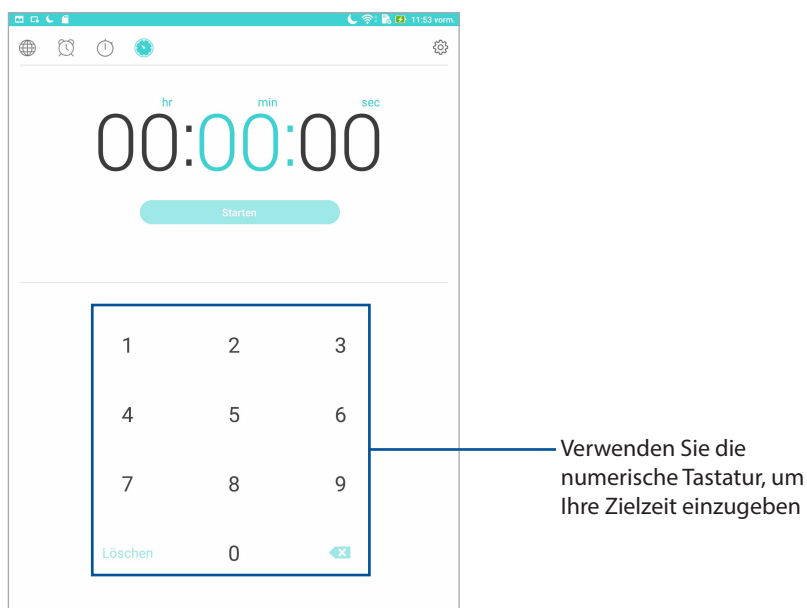 11:53 vorm.
hr min sec
00:00:00
Starten
1 2 3
4 5 6
7 8 9
Löschen 0
Verwenden Sie die
numerische Tastatur, um
Ihre Zielzeit einzugeben